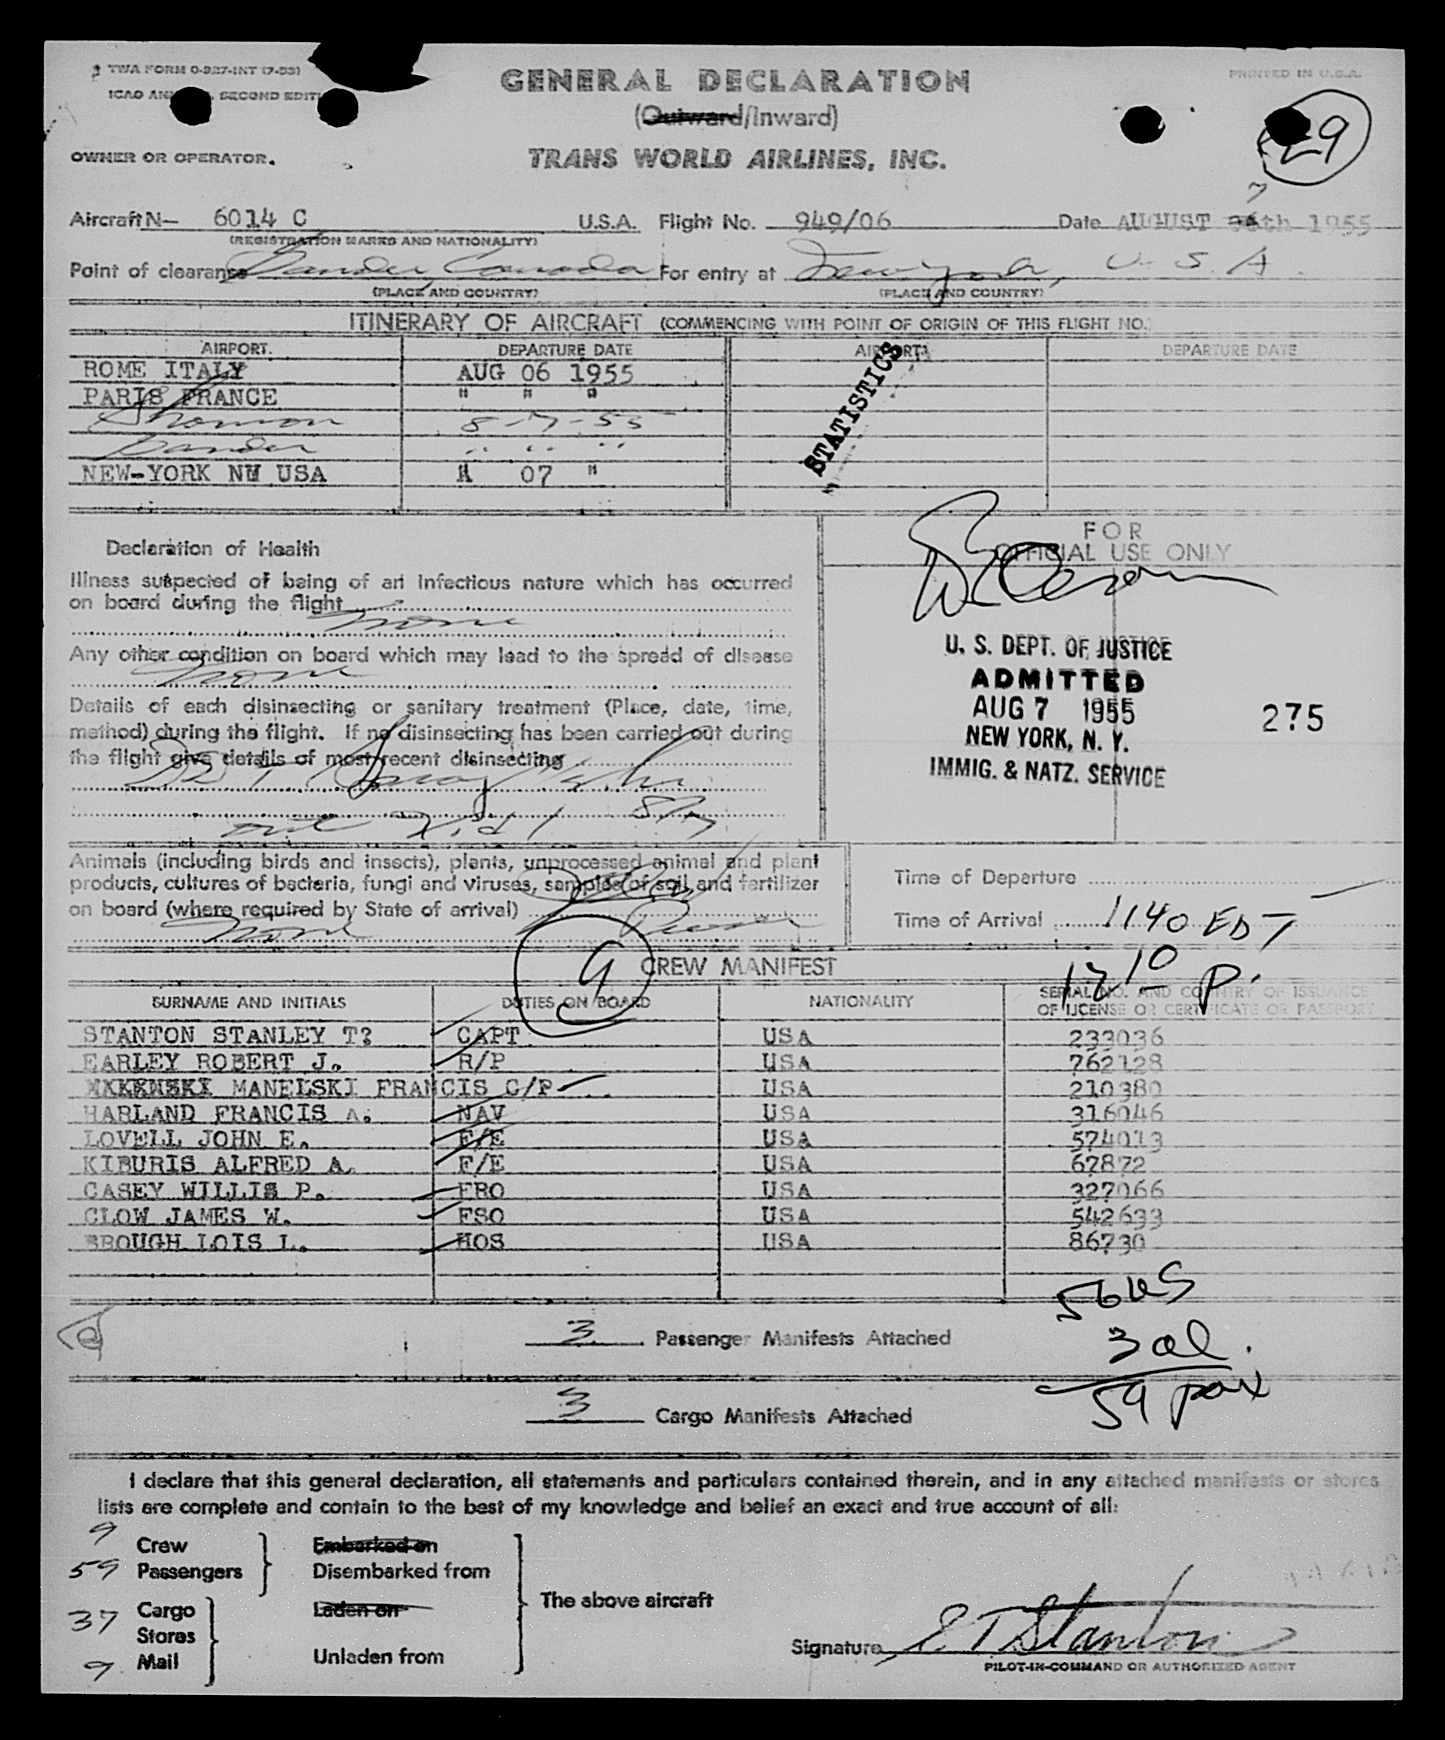 TWA FORM O-927-INT (7-53)
PRINTED IN U.S.A.
GENERAL DECLARATION
ICAO SECOND EDITI
(Outward/Inward)
29
OWNER OR OPERATOR.
TRANS WORLD AIRLINES, INC.
7
Aircraft N— 6014 C U.S.A. Flight No. 949/06 Date AUGUST 1955
(REGISTRATION MARKS AND NATIONALITY)
Point of clearance Gander, Canada For entry at New York, U.S.A.
(PLACE AND COUNTRY) (PLACE AND COUNTRY)
ITINERARY OF AIRCRAFT (COMMENCING WITH POINT OF ORIGIN OF THIS FLIGHT NO.)
AIRPORT. DEPARTURE DATE AIRPORT. DEPARTURE DATE
ROME ITALY AUG 06 1955
PARIS FRANCE " " "
Shannon 8-7-55
Gander " " "
NEW-YORK NY USA " 07 "
STATISTICS
FOR
OFFICIAL USE ONLY
Declaration of Health
Illness suspected of being of an infectious nature which has occurred
on board during the flight
None
Any other condition on board which may lead to the spread of disease
None
Details of each disinsecting or sanitary treatment (Place, date, time,
method) during the flight. If no disinsecting has been carried out during
the flight give details of most recent disinsecting
8/7
U. S. DEPT. OF JUSTICE
ADMITTED
AUG 7 1955
NEW YORK, N. Y.
IMMIG. & NATZ. SERVICE
275
Animals (including birds and insects), plants, unprocessed animal and plant
products, cultures of bacteria, fungi and viruses, samples of soil and fertilizer
on board (where required by State of arrival)
None
Time of Departure
Time of Arrival 1140 EDT
1210 P.
9
CREW MANIFEST
SURNAME AND INITIALS DUTIES ON BOARD NATIONALITY SERIAL NO. AND COUNTRY OF ISSUANCE
OF LICENSE OR CERTIFICATE OR PASSPORT
STANTON STANLEY T? CAPT USA 233036
EARLEY ROBERT J. R/P USA 762128
MANELSKI FRANCIS C/P USA 210380
HARLAND FRANCIS A. NAV USA 316046
LOVELL JOHN E. F/E USA 574013
KIBURIS ALFRED A. F/E USA 67872
CASEY WILLIS P. FRO USA 327066
CLOW JAMES W. FSO USA 542633
BROUGH LOIS L. HOS USA 86730
56 US
3 al.
59 pax
3 Passenger Manifests Attached
3 Cargo Manifests Attached
I declare that this general declaration, all statements and particulars contained therein, and in any attached manifests or stores
lists are complete and contain to the best of my knowledge and belief an exact and true account of all:
9 Crew Embarked on
59 Passengers Disembarked from
The above aircraft
37 Cargo Laden on
Stores
9 Mail Unladen from
Signature S. T. Stanton
PILOT-IN-COMMAND OR AUTHORIZED AGENT